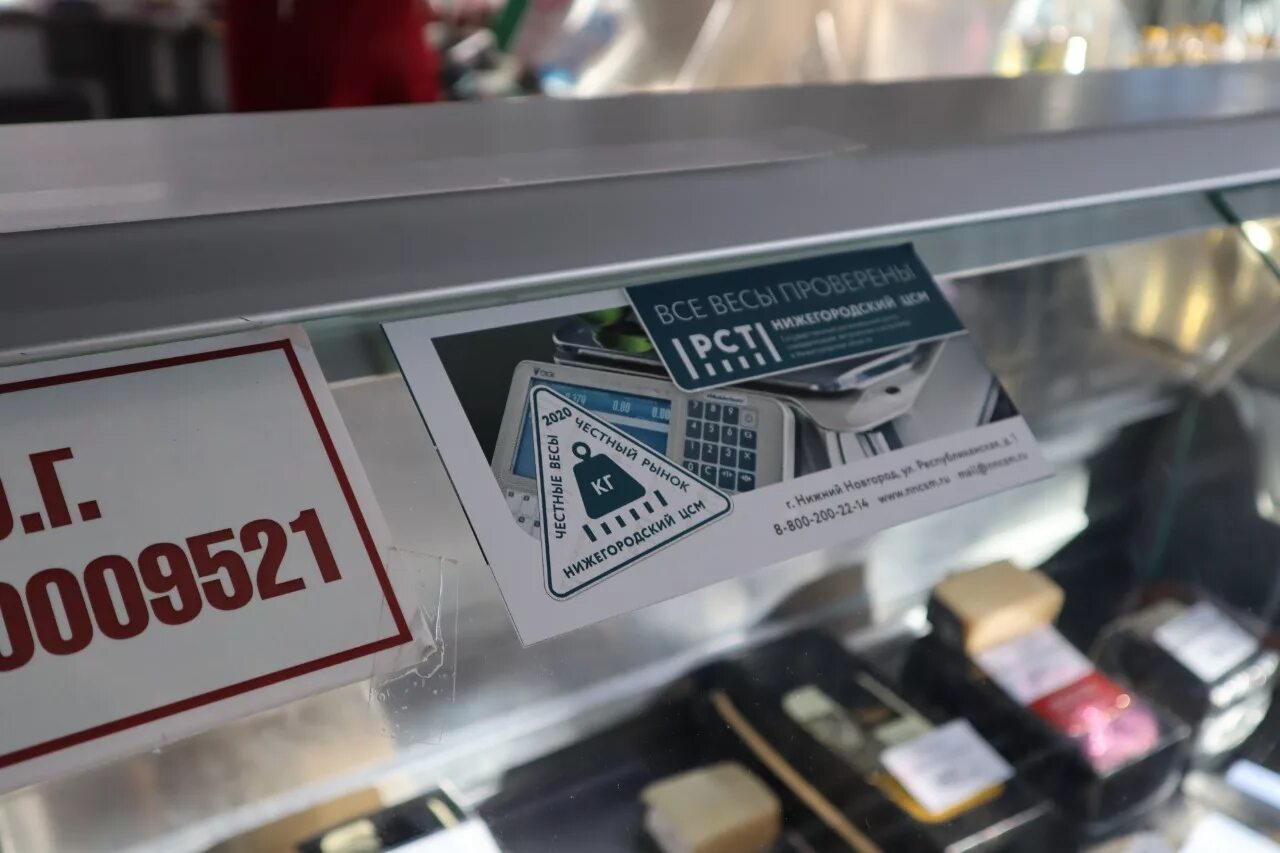 .Г.
0009521
ВСЕ ВЕСЫ ПРОВЕРЕНЫ
РСТ
НИЖЕГОРОДСКИЙ ЦСМ
2020
ЧЕСТНЫЕ ВЕСЫ
ЧЕСТНЫЙ РЫНОК
КГ
НИЖЕГОРОДСКИЙ ЦСМ
г. Нижний Новгород, ул. Республиканская, д. 1
8-800-200-22-14 www.nncsm.ru mail@nncsm.ru